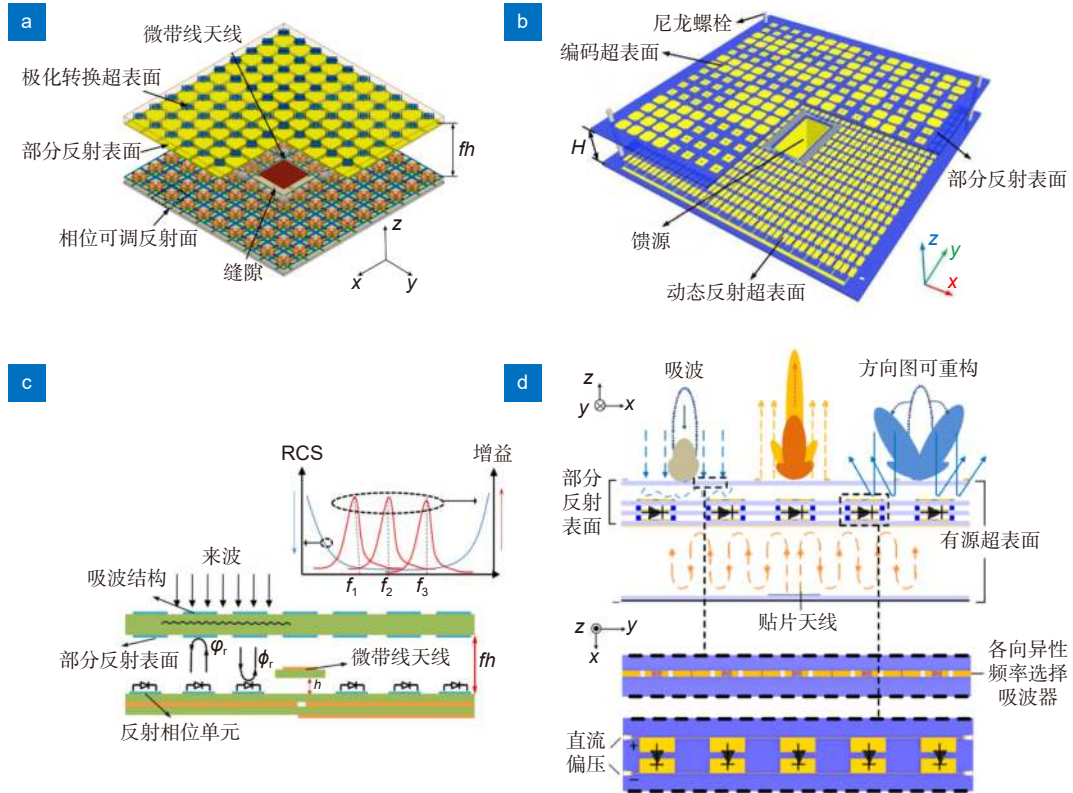 a
微带线天线
极化转换超表面
部分反射表面
fh
相位可调反射面
缝隙
z
x
y
b
尼龙螺栓
编码超表面
H
部分反射表面
馈源
动态反射超表面
z
y
x
c
RCS
增益
来波
f1 f2 f3
吸波结构
部分反射表面
φr
ϕr
微带线天线
fh
h
反射相位单元
d
z
y
x
吸波
方向图可重构
部分
反射
表面
有源超表面
贴片天线
z
y
x
各向异性
频率选择
吸波器
直流
偏压
+
−